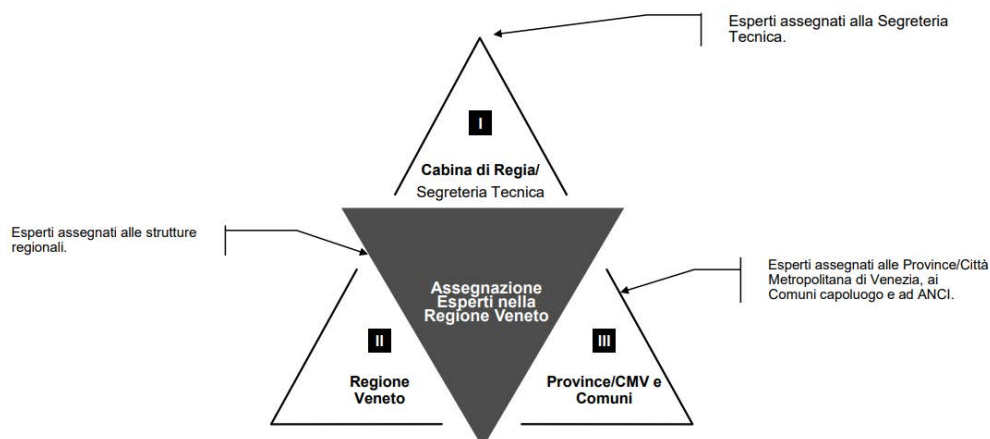 Esperti assegnati alla Segreteria
Tecnica.
I
Cabina di Regia/
Segreteria Tecnica
Esperti assegnati alle strutture
regionali.
Esperti assegnati alle Province/Città
Metropolitana di Venezia, ai
Comuni capoluogo e ad ANCI.
Assegnazione
Esperti nella
Regione Veneto
II
Regione
Veneto
III
Province/CMV e
Comuni